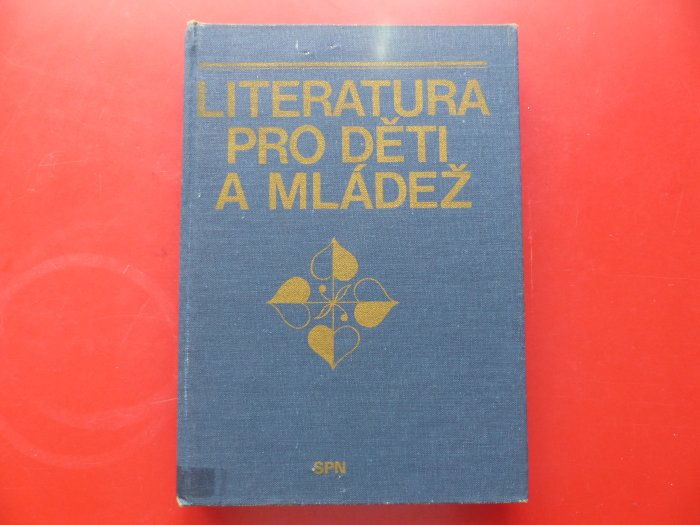 LITERATURA
PRO DĚTI
A MLÁDEŽ
SPN